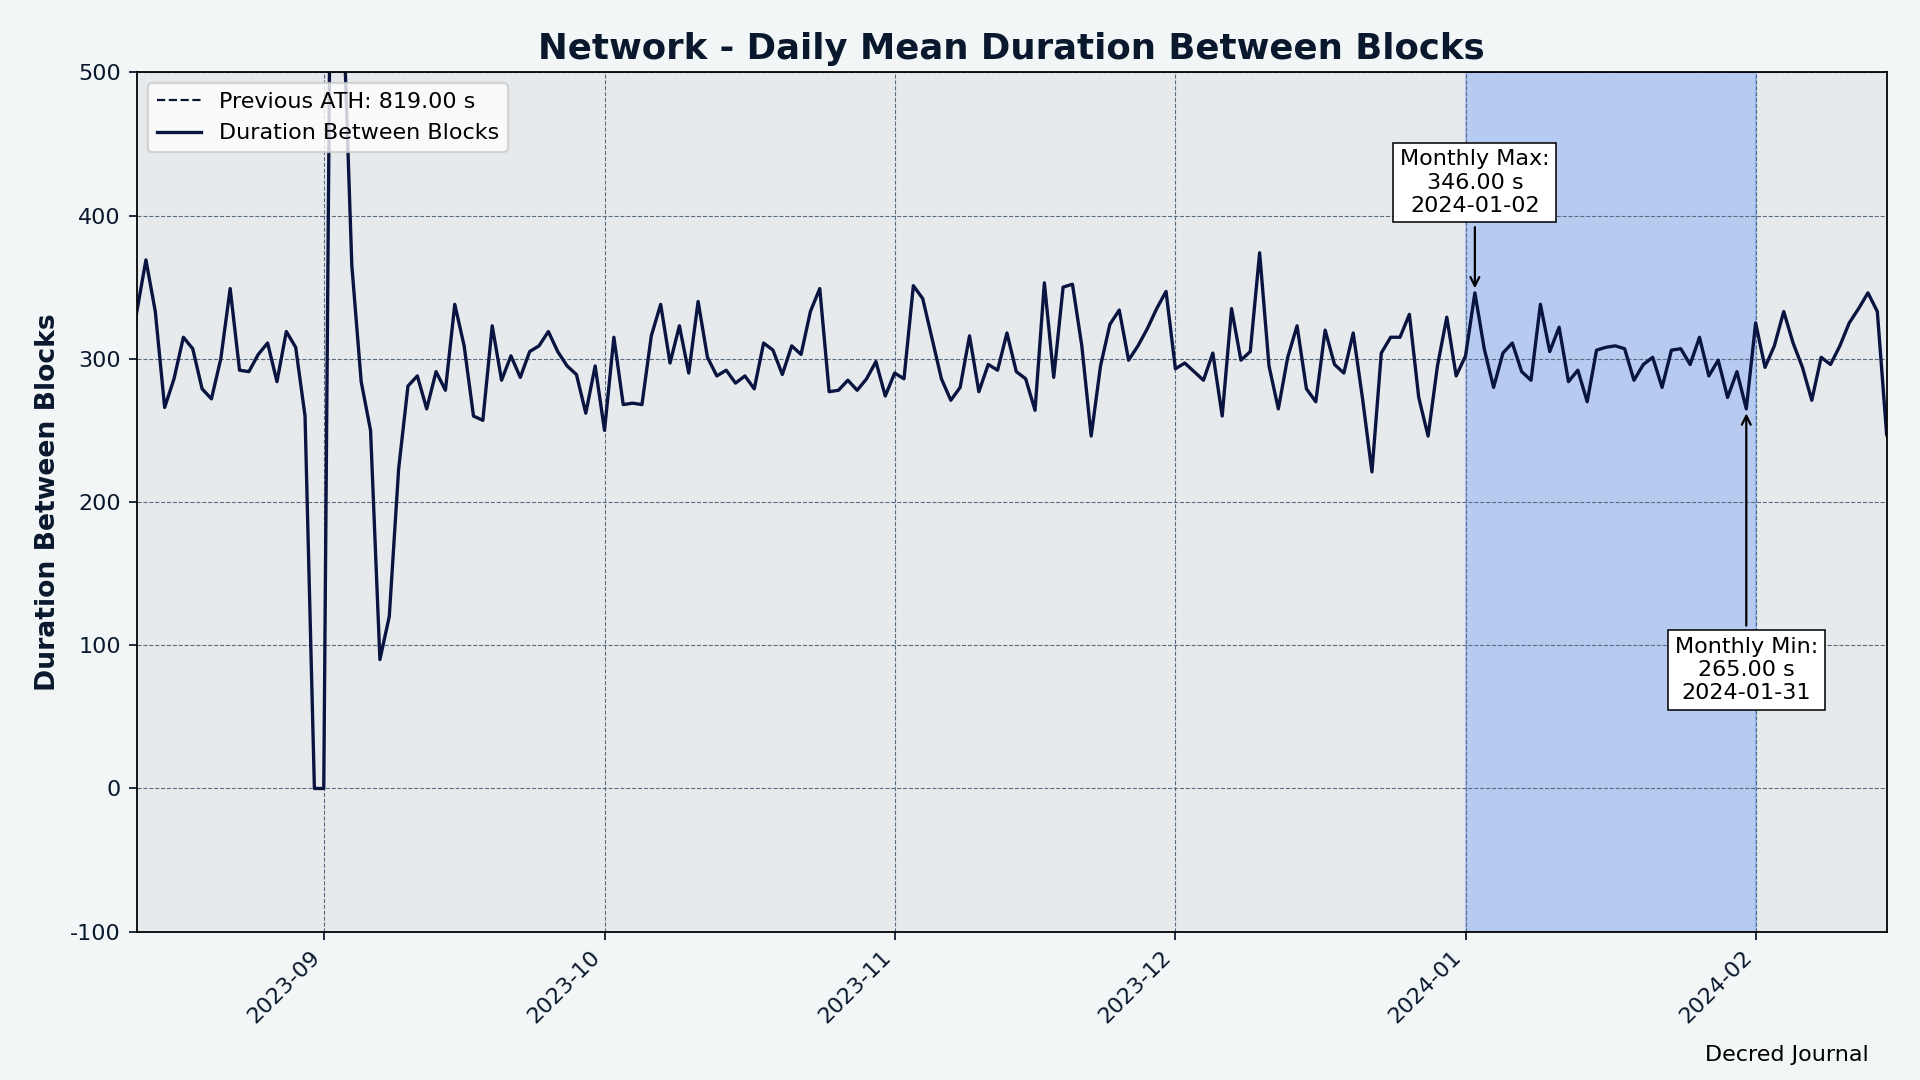 Network - Daily Mean Duration Between Blocks
Previous ATH: 819.00 s
Duration Between Blocks
Monthly Max:
346.00 s
2024-01-02
Monthly Min:
265.00 s
2024-01-31
Duration Between Blocks
500
400
300
200
100
0
-100
2023-09
2023-10
2023-11
2023-12
2024-01
2024-02
Decred Journal